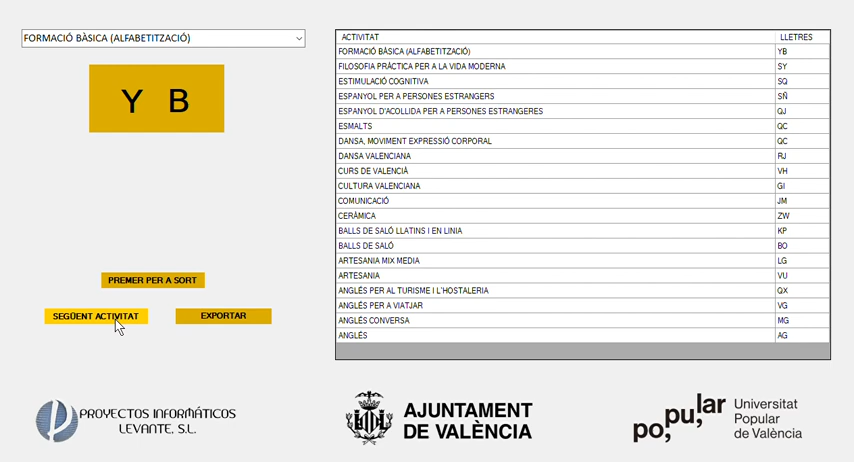 FORMACIÓ BÀSICA (ALFABETITZACIÓ)
Y B
PREMER PER A SORT
SEGÜENT ACTIVITAT
EXPORTAR
ACTIVITAT LLETRES
FORMACIÓ BÀSICA (ALFABETITZACIÓ) YB
FILOSOFIA PRÀCTICA PER A LA VIDA MODERNA SY
ESTIMULACIÓ COGNITIVA SQ
ESPANYOL PER A PERSONES ESTRANGERS SÑ
ESPANYOL D'ACOLLIDA PER A PERSONES ESTRANGERES QJ
ESMALTS QC
DANSA, MOVIMENT EXPRESSIÓ CORPORAL QC
DANSA VALENCIANA RJ
CURS DE VALENCIÀ VH
CULTURA VALENCIANA GI
COMUNICACIÓ JM
CERÀMICA ZW
BALLS DE SALÓ LLATINS I EN LINIA KP
BALLS DE SALÓ BO
ARTESANIA MIX MEDIA LG
ARTESANIA VU
ANGLÉS PER AL TURISME I L'HOSTALERIA QX
ANGLÉS PER A VIATJAR VG
ANGLÉS CONVERSA MG
ANGLÉS AG
PROYECTOS INFORMÁTICOS
LEVANTE, S.L.
AJUNTAMENT
DE VALÈNCIA
po,pu,lar
Universitat
Popular
de València